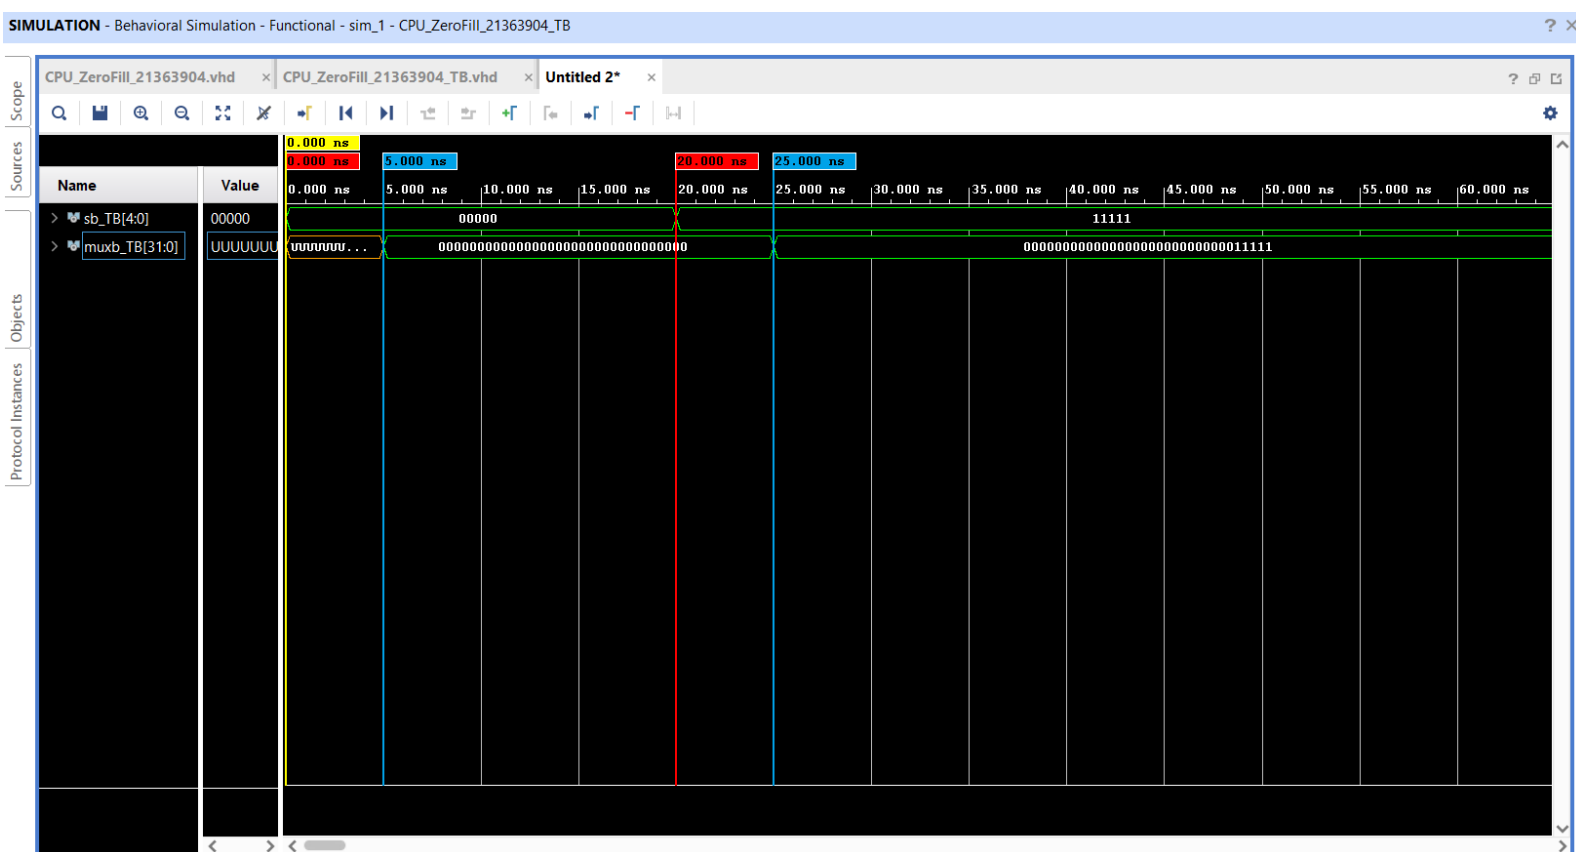 SIMULATION - Behavioral Simulation - Functional - sim_1 - CPU_ZeroFill_21363904_TB
CPU_ZeroFill_21363904.vhd
CPU_ZeroFill_21363904_TB.vhd
Untitled 2*
Scope
Sources
Objects
Protocol Instances
0.000 ns
0.000 ns 5.000 ns 20.000 ns 25.000 ns
Name Value
0.000 ns 5.000 ns 10.000 ns 15.000 ns 20.000 ns 25.000 ns 30.000 ns 35.000 ns 40.000 ns 45.000 ns 50.000 ns 55.000 ns 60.000 ns
sb_TB[4:0] 00000 00000 11111
muxb_TB[31:0] UUUUUUU UUUUUUU... 00000000000000000000000000000000 00000000000000000000000000011111